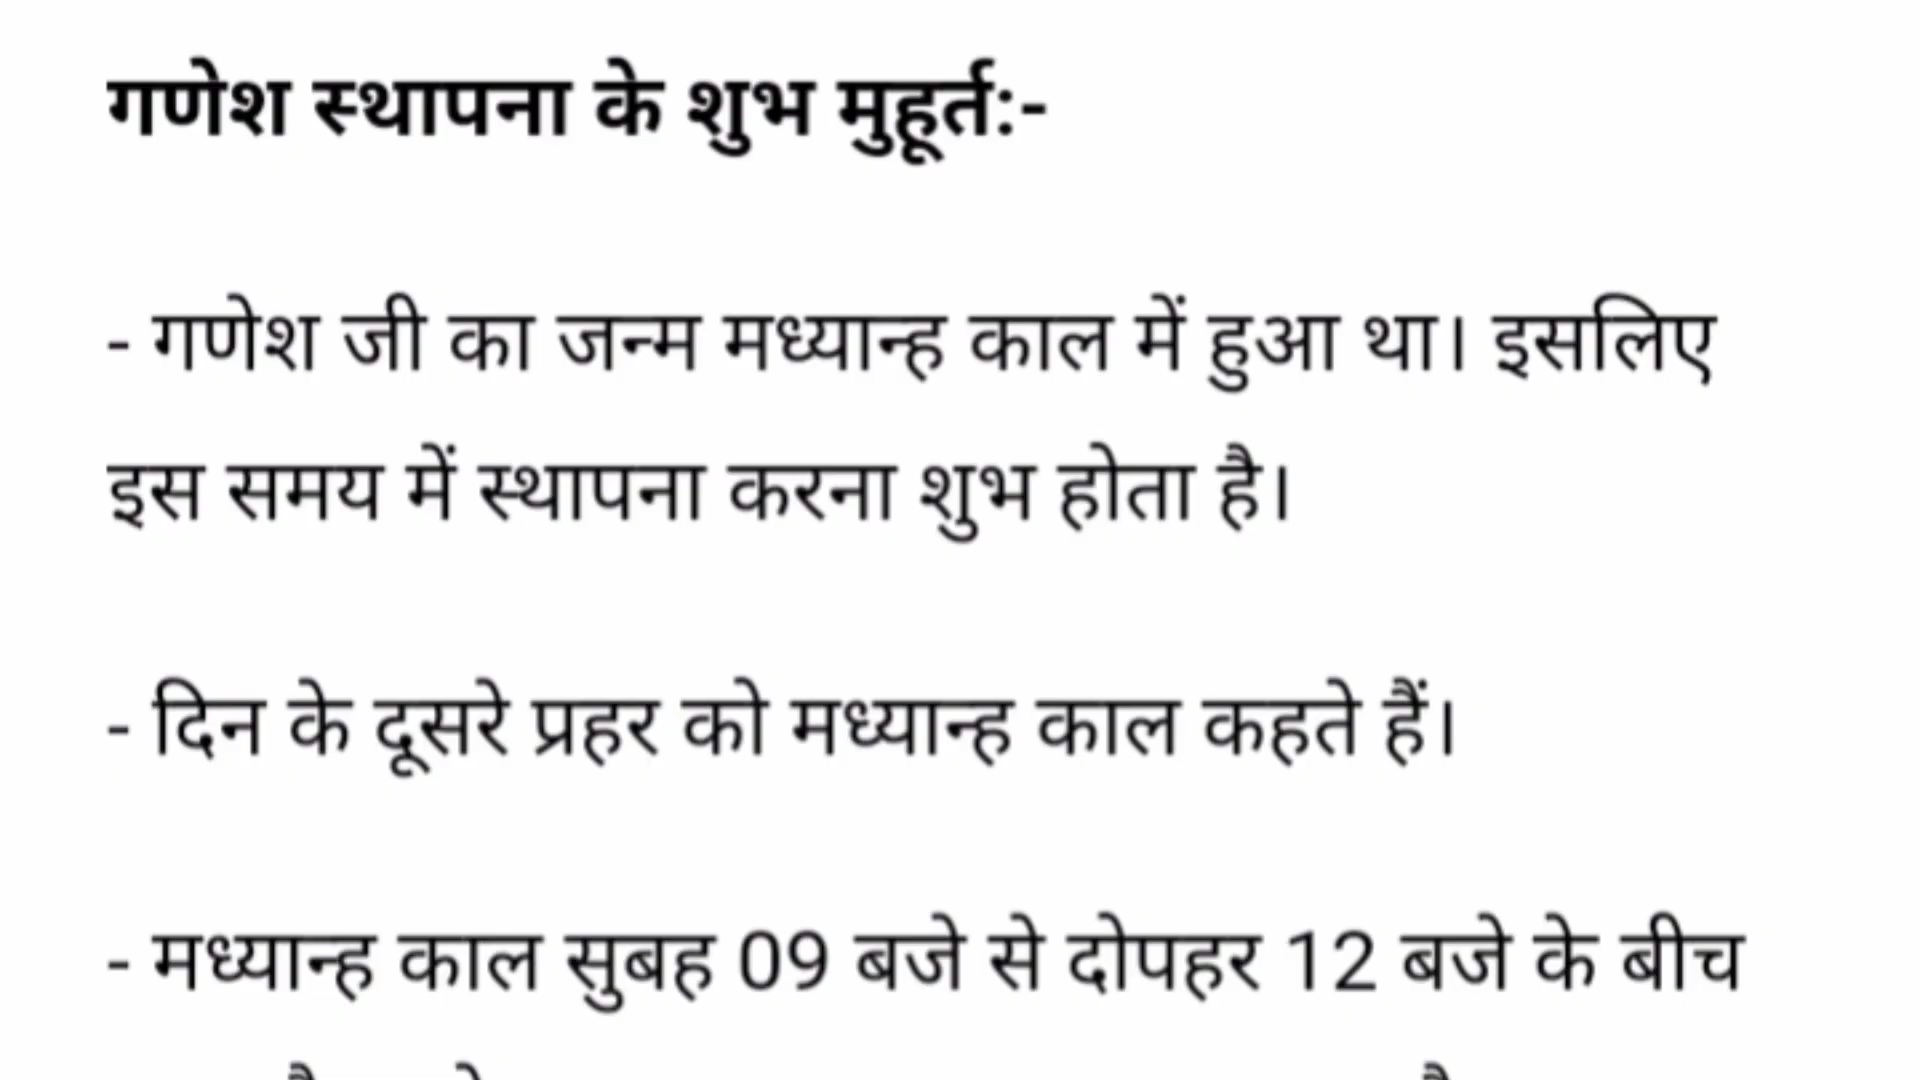 गणेश स्थापना के शुभ मुहूर्त:-
- गणेश जी का जन्म मध्यान्ह काल में हुआ था। इसलिए
इस समय में स्थापना करना शुभ होता है।
- दिन के दूसरे प्रहर को मध्यान्ह काल कहते हैं।
- मध्यान्ह काल सुबह 09 बजे से दोपहर 12 बजे के बीच